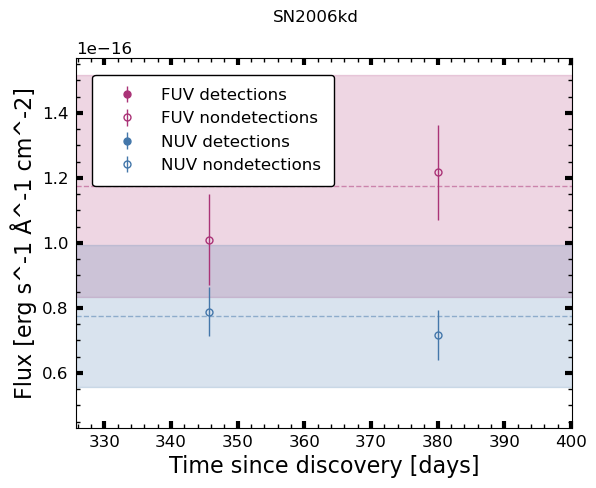 SN2006kd
1e−16
FUV detections
FUV nondetections
NUV detections
NUV nondetections
1.4
1.2
1.0
0.8
0.6
Flux [erg s^-1 Å^-1 cm^-2]
330 340 350 360 370 380 390 400
Time since discovery [days]